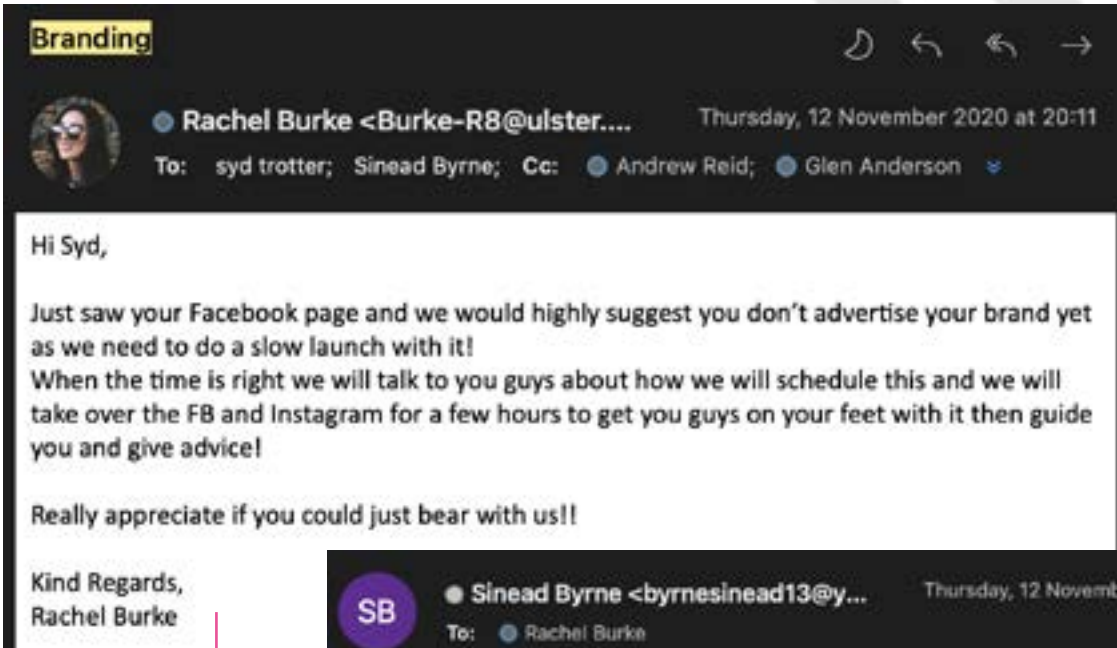 Branding
Rachel Burke <Burke-R8@ulster....
Thursday, 12 November 2020 at 20:11
To: syd trotter; Sinead Byrne; Cc: Andrew Reid; Glen Anderson
Hi Syd,
Just saw your Facebook page and we would highly suggest you don't advertise your brand yet
as we need to do a slow launch with it!
When the time is right we will talk to you guys about how we will schedule this and we will
take over the FB and Instagram for a few hours to get you guys on your feet with it then guide
you and give advice!
Really appreciate if you could just bear with us!!
Kind Regards,
Rachel Burke
SB
Sinead Byrne <byrnesinead13@y...
Thursday, 12 Novemb
To: Rachel Burke